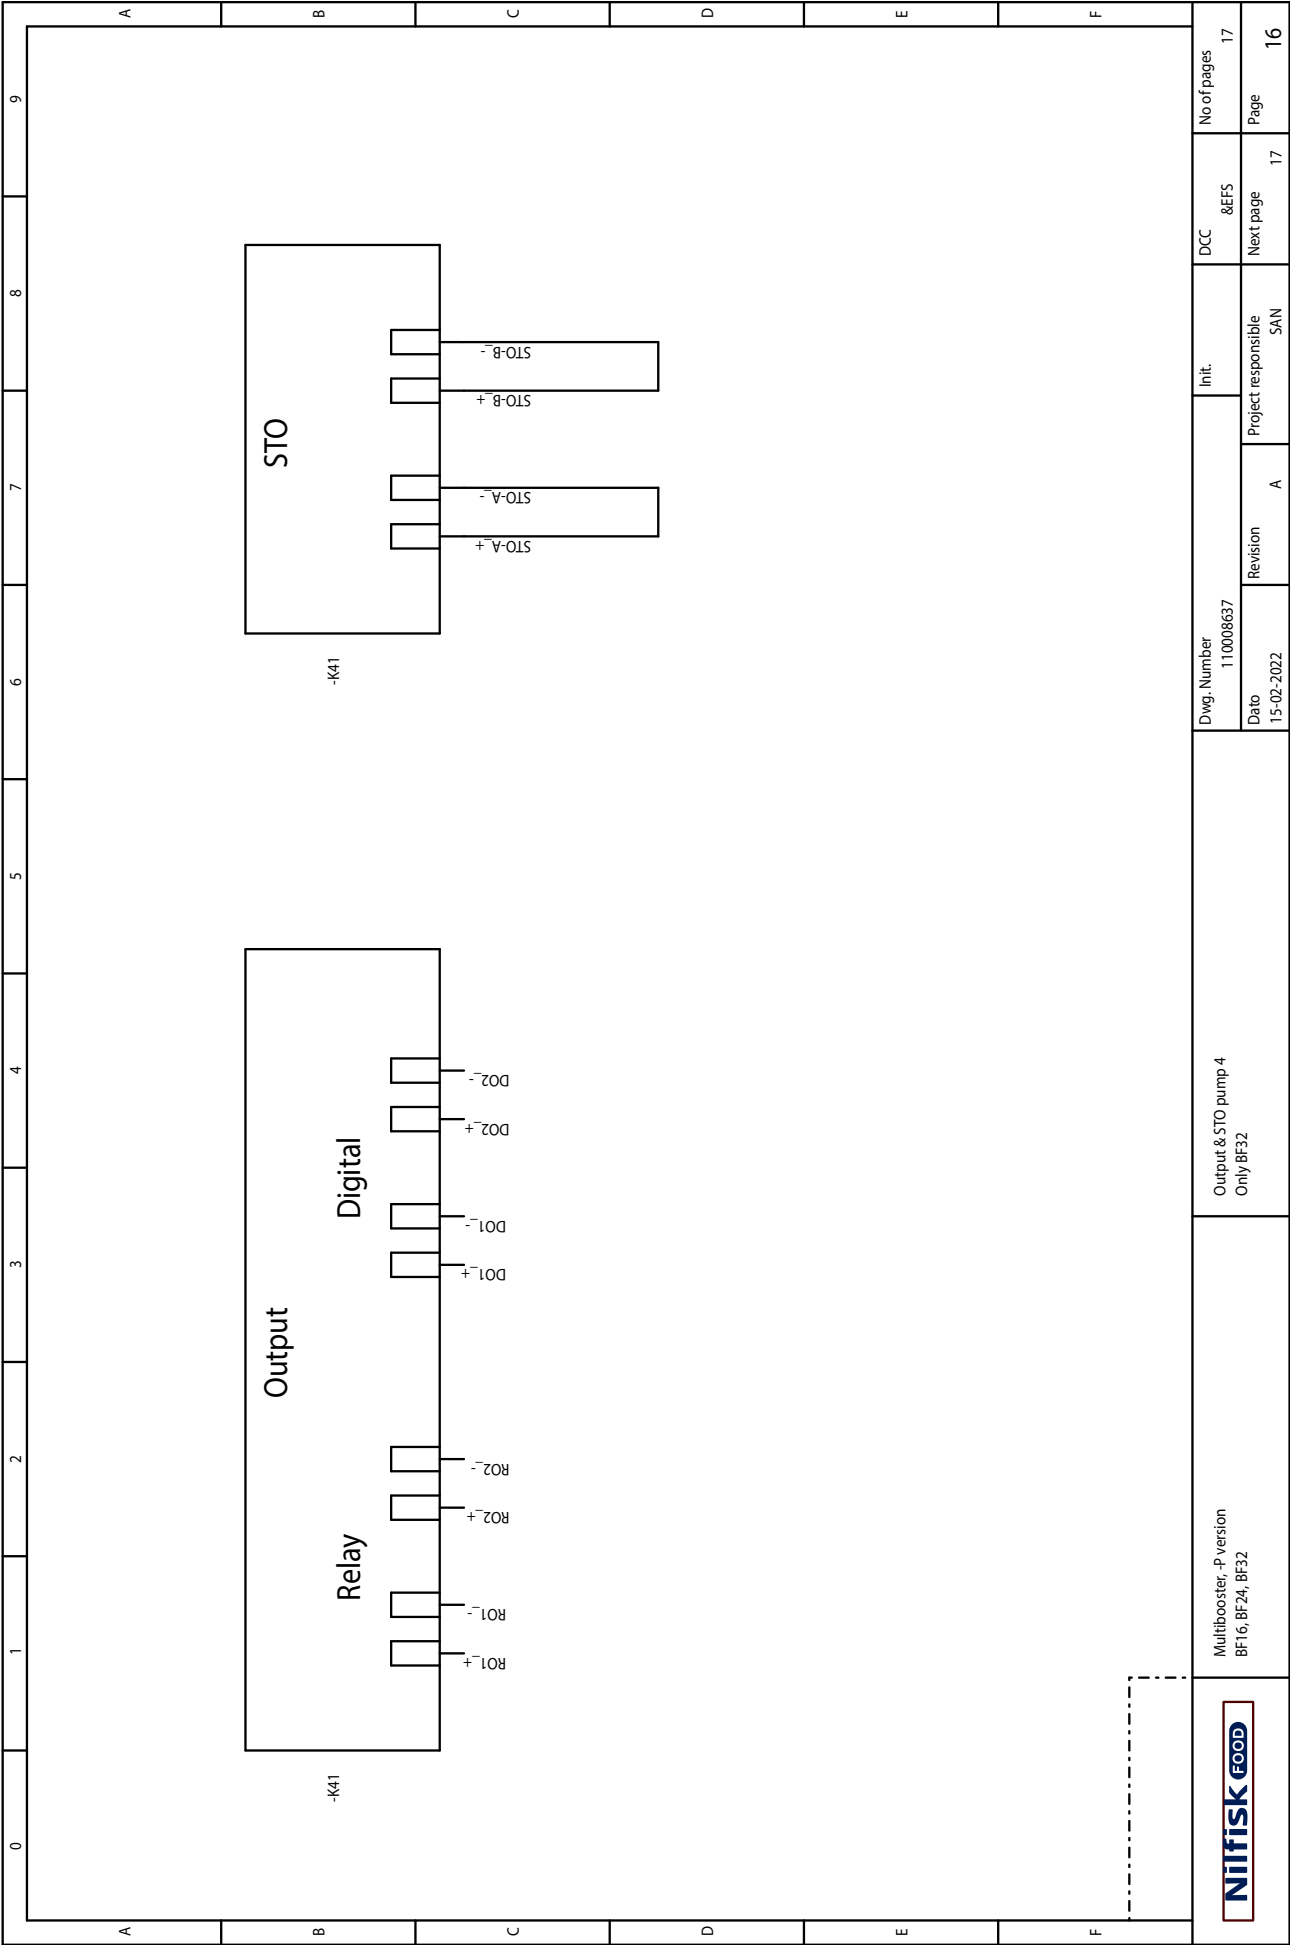 0 1 2 3 4 5 6 7 8 9
A A
B B
C C
D D
E E
F F
-K41
Output
Relay
Digital
RO1_+
RO1_-
RO2_+
RO2_-
DO1_+
DO1_-
DO2_+
DO2_-
-K41
STO
STO-A_+
STO-A_-
STO-B_+
STO-B_-
Nilfisk FOOD
Multibooster, -P version
BF16, BF24, BF32
Output & STO pump 4
Only BF32
Dwg. Number
110008637
Init.
DCC
&EFS
No of pages
17
Dato
15-02-2022
Revision
A
Project responsible
SAN
Next page
17
Page
16